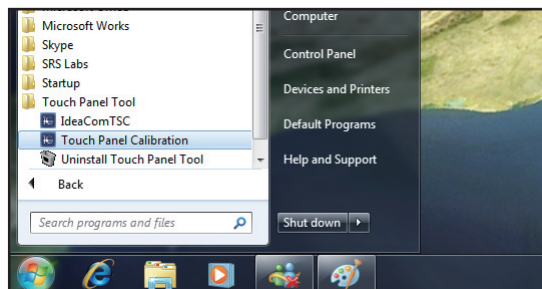 Microsoft Works
Skype
SRS Labs
Startup
Touch Panel Tool
IdeaComTSC
Touch Panel Calibration
Uninstall Touch Panel Tool
Back
Search programs and files
Computer
Control Panel
Devices and Printers
Default Programs
Help and Support
Shut down